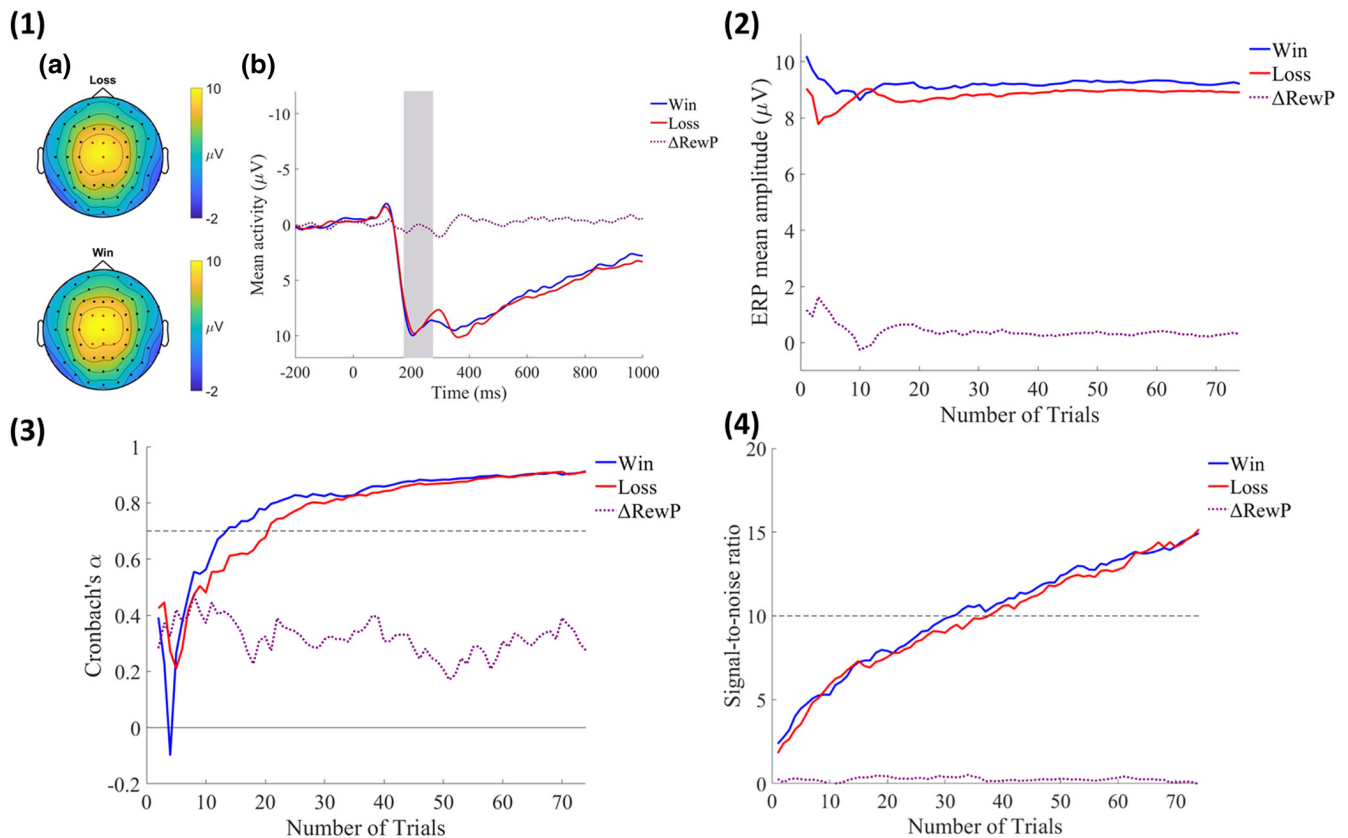 (1)
(a)
Loss
10
μV
-2
Win
10
μV
-2
(b)
Mean activity (μV)
-10
-5
0
5
10
-200 0 200 400 600 800 1000
Time (ms)
Win
Loss
ΔRewP
(2)
ERP mean amplitude (μV)
10
8
6
4
2
0
0 10 20 30 40 50 60 70
Number of Trials
Win
Loss
ΔRewP
(3)
Cronbach's α
1
0.8
0.6
0.4
0.2
0
-0.2
0 10 20 30 40 50 60 70
Number of Trials
Win
Loss
ΔRewP
(4)
Signal-to-noise ratio
20
15
10
5
0
0 10 20 30 40 50 60 70
Number of Trials
Win
Loss
ΔRewP